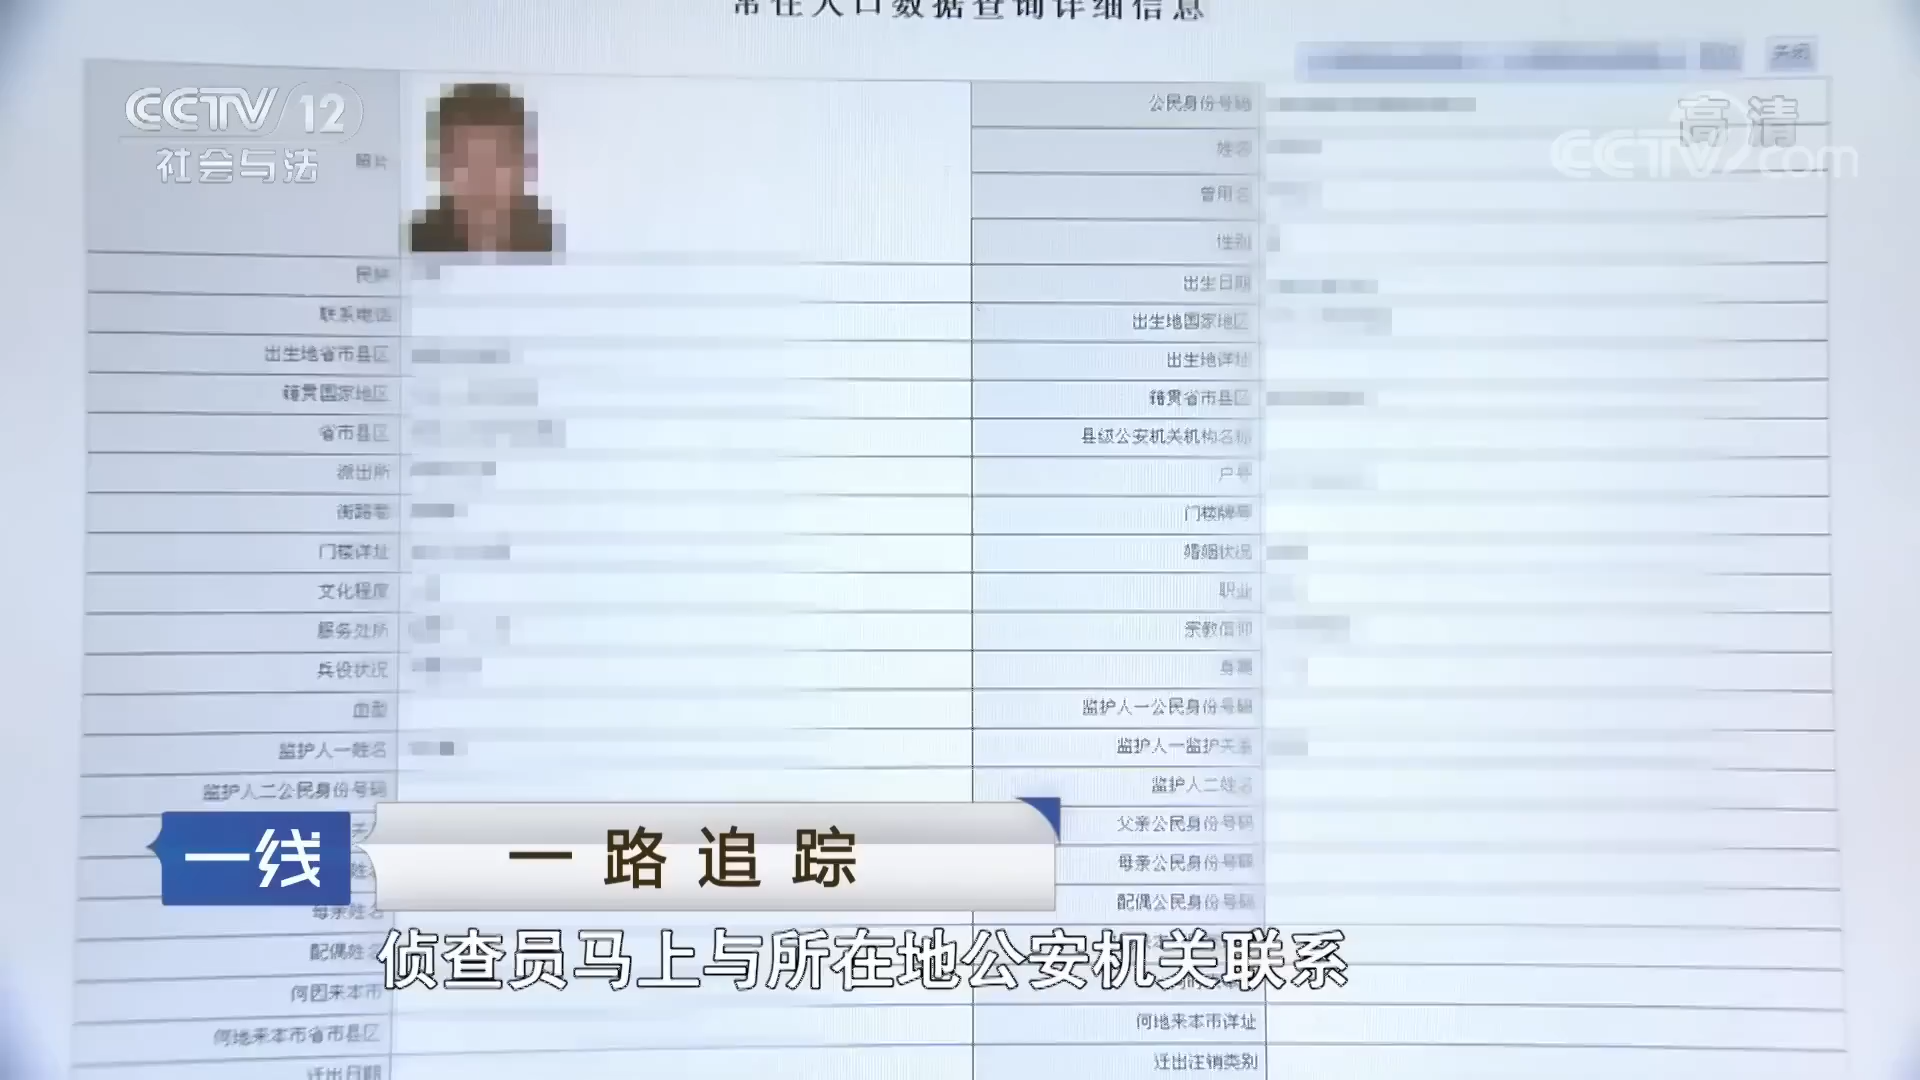 常住人口数据查询详细信息
关闭
CCTV 12
社会与法
高清
CCTV.com
照片
公民身份号码
姓名
曾用名
性别
民族
出生日期
联系电话
出生地国家地区
出生地省市县区
出生地详址
籍贯国家地区
籍贯省市县区
省市县区
县级公安机关机构名称
派出所
户号
街路巷
门楼牌号
门楼详址
婚姻状况
文化程度
职业
服务处所
宗教信仰
兵役状况
身高
血型
监护人一公民身份号码
监护人一姓名
监护人一监护关系
监护人二公民身份号码
监护人二姓名
父亲公民身份号码
母亲公民身份号码
一线
一路追踪
母亲姓名
配偶公民身份号码
配偶姓名
侦查员马上与所在地公安机关联系
何因来本市
何地来本市详址
何地来本市省市县区
迁出注销类别
迁出日期